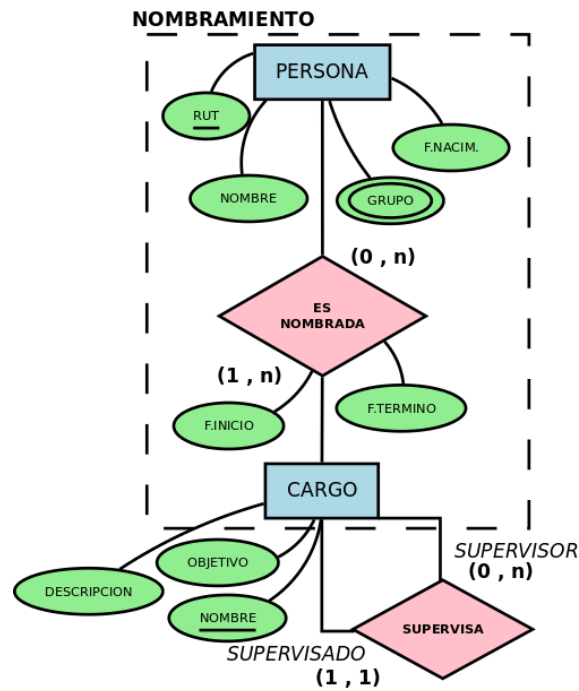 NOMBRAMIENTO
PERSONA
RUT
F.NACIM.
NOMBRE
GRUPO
(0 , n)
ES
NOMBRADA
(1 , n)
F.TERMINO
F.INICIO
CARGO
SUPERVISOR
OBJETIVO
(0 , n)
DESCRIPCION
NOMBRE
SUPERVISA
SUPERVISADO
(1 , 1)